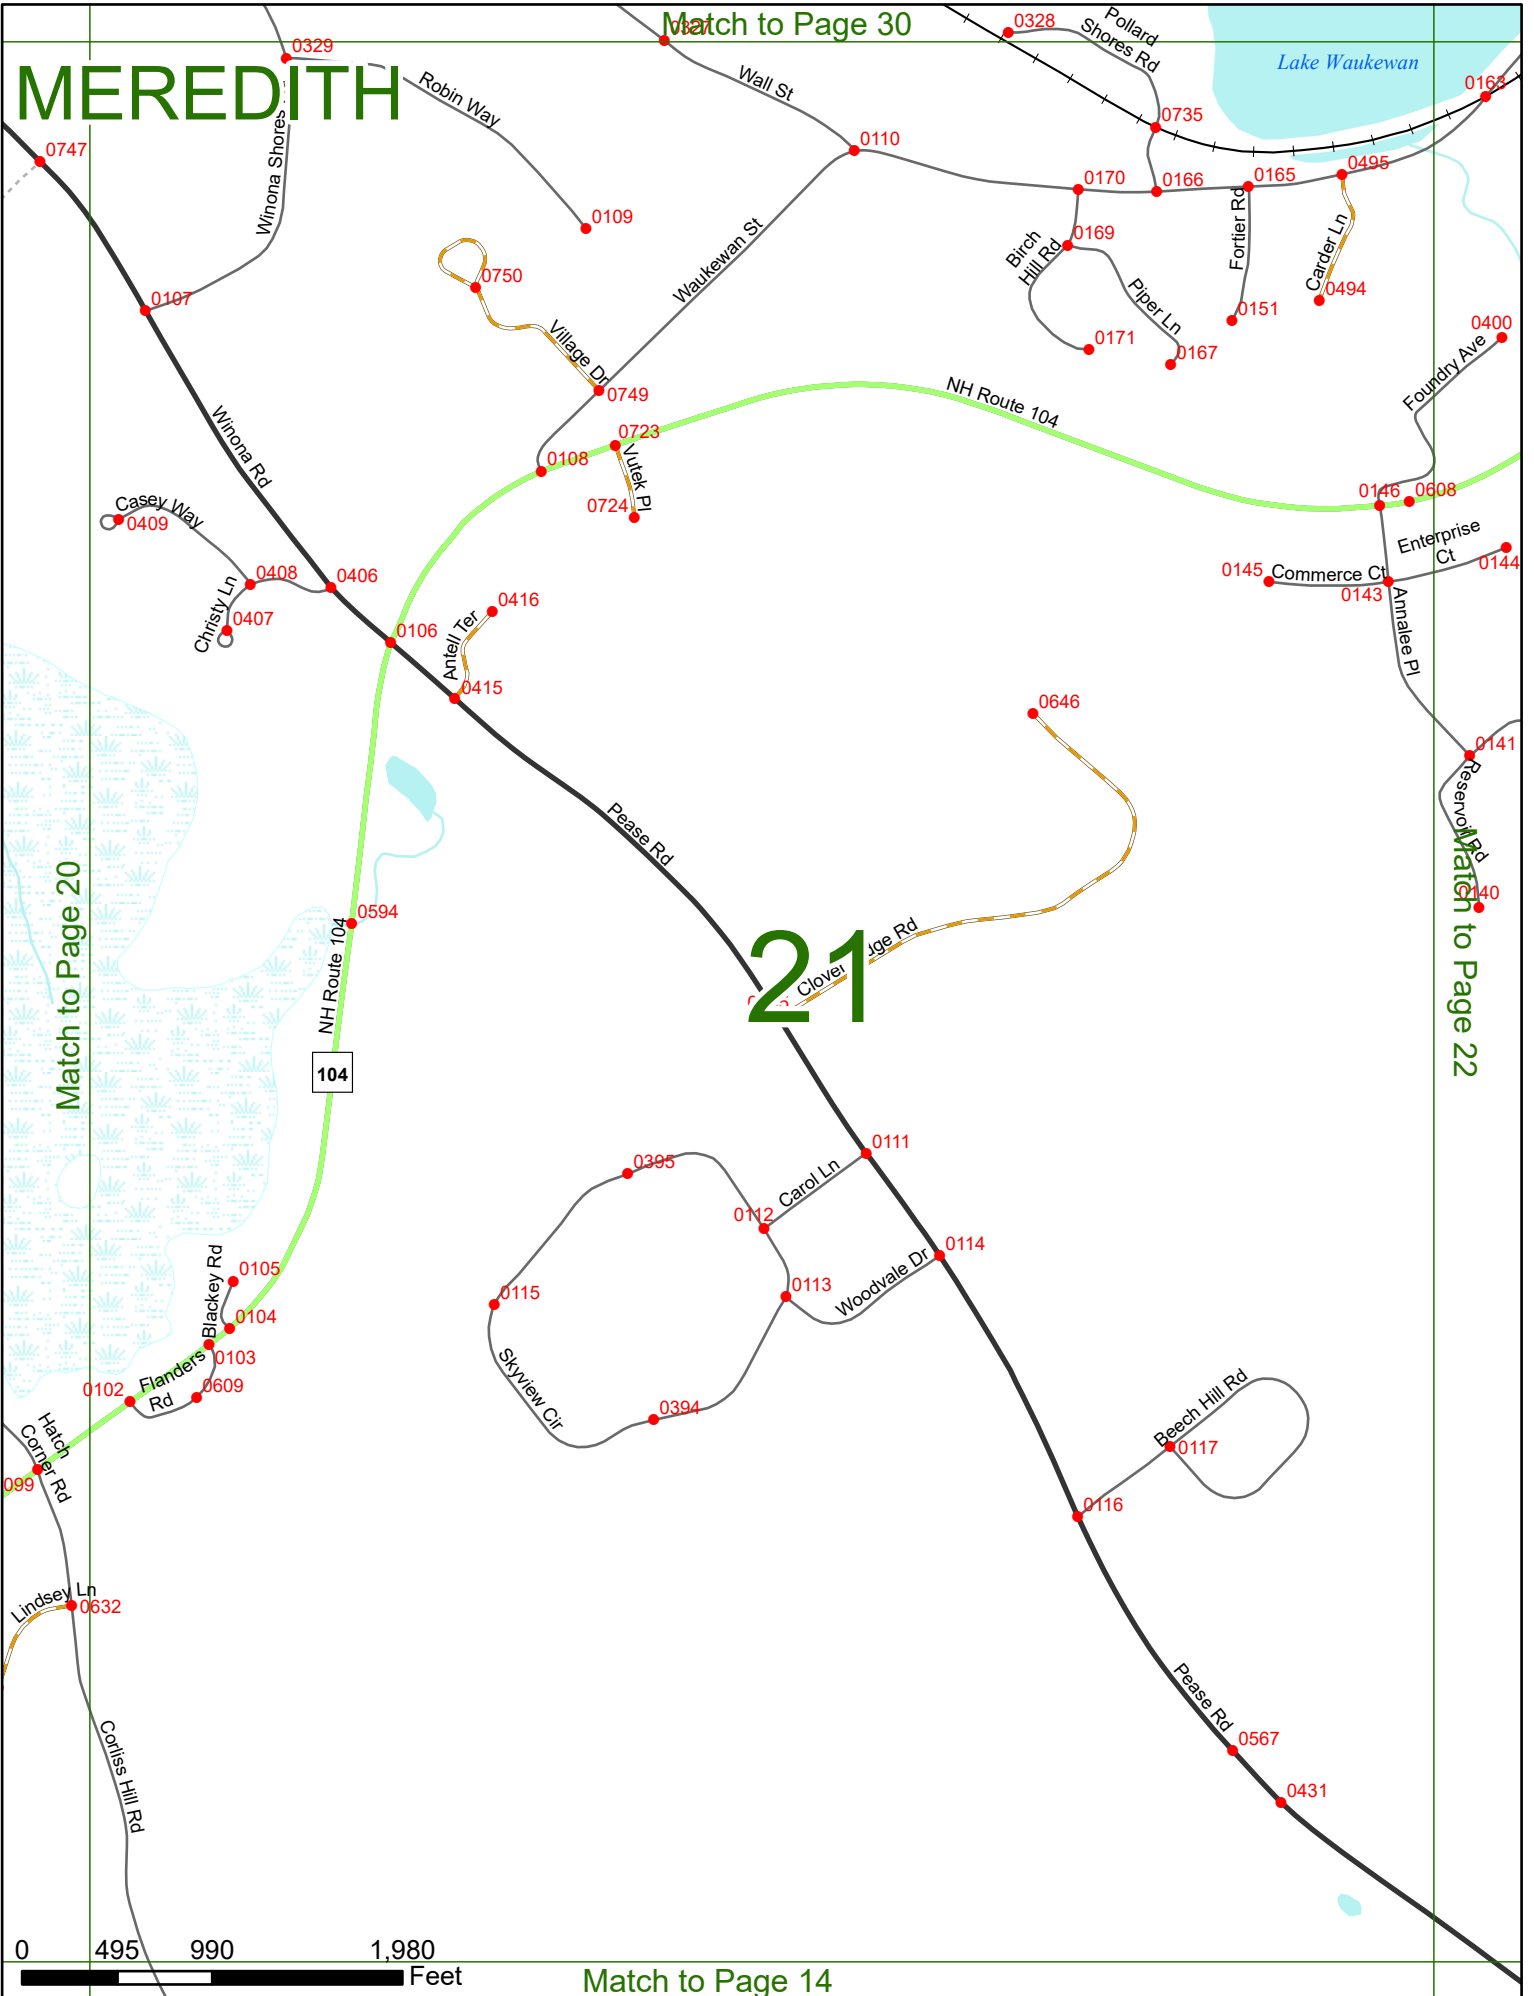 Match to Page 30
MEREDITH
Lake Waukewan
0329
0327
0328
Pollard
Shores Rd
0163
0747
Robin Way
Wall St
0735
0110
Winona Shores
0170
0166
0165
0495
0109
0169
Birch
Hill Rd
Fortier Rd
Carder Ln
0750
Waukewan St
Piper Ln
0107
0151
0494
0171
0167
0400
Village Dr
0749
Foundry Ave
NH Route 104
Winona Rd
0723
0108
Vutek Pl
0724
0146
0608
Casey Way
0409
Enterprise
Ct
0144
0408
0406
Christy Ln
0407
0145
Commerce Ct
0143
Annalee Pl
0416
Antell Ter
0106
0415
0646
0141
Reservoir Rd
0140
Pease Rd
Match to Page 20
Match to Page 22
0594
NH Route 104
21
104
0111
0395
Carol Ln
0112
0114
0113
Woodvale Dr
0115
Blackey Rd
0105
0104
0103
Flanders
Rd
0102
0609
Skyview Cir
0394
Hatch
Corner Rd
Beech Hill Rd
0117
0116
099
Lindsey Ln
0632
Pease Rd
0567
0431
Corliss Hill Rd
0 495 990 1,980
Feet
Match to Page 14